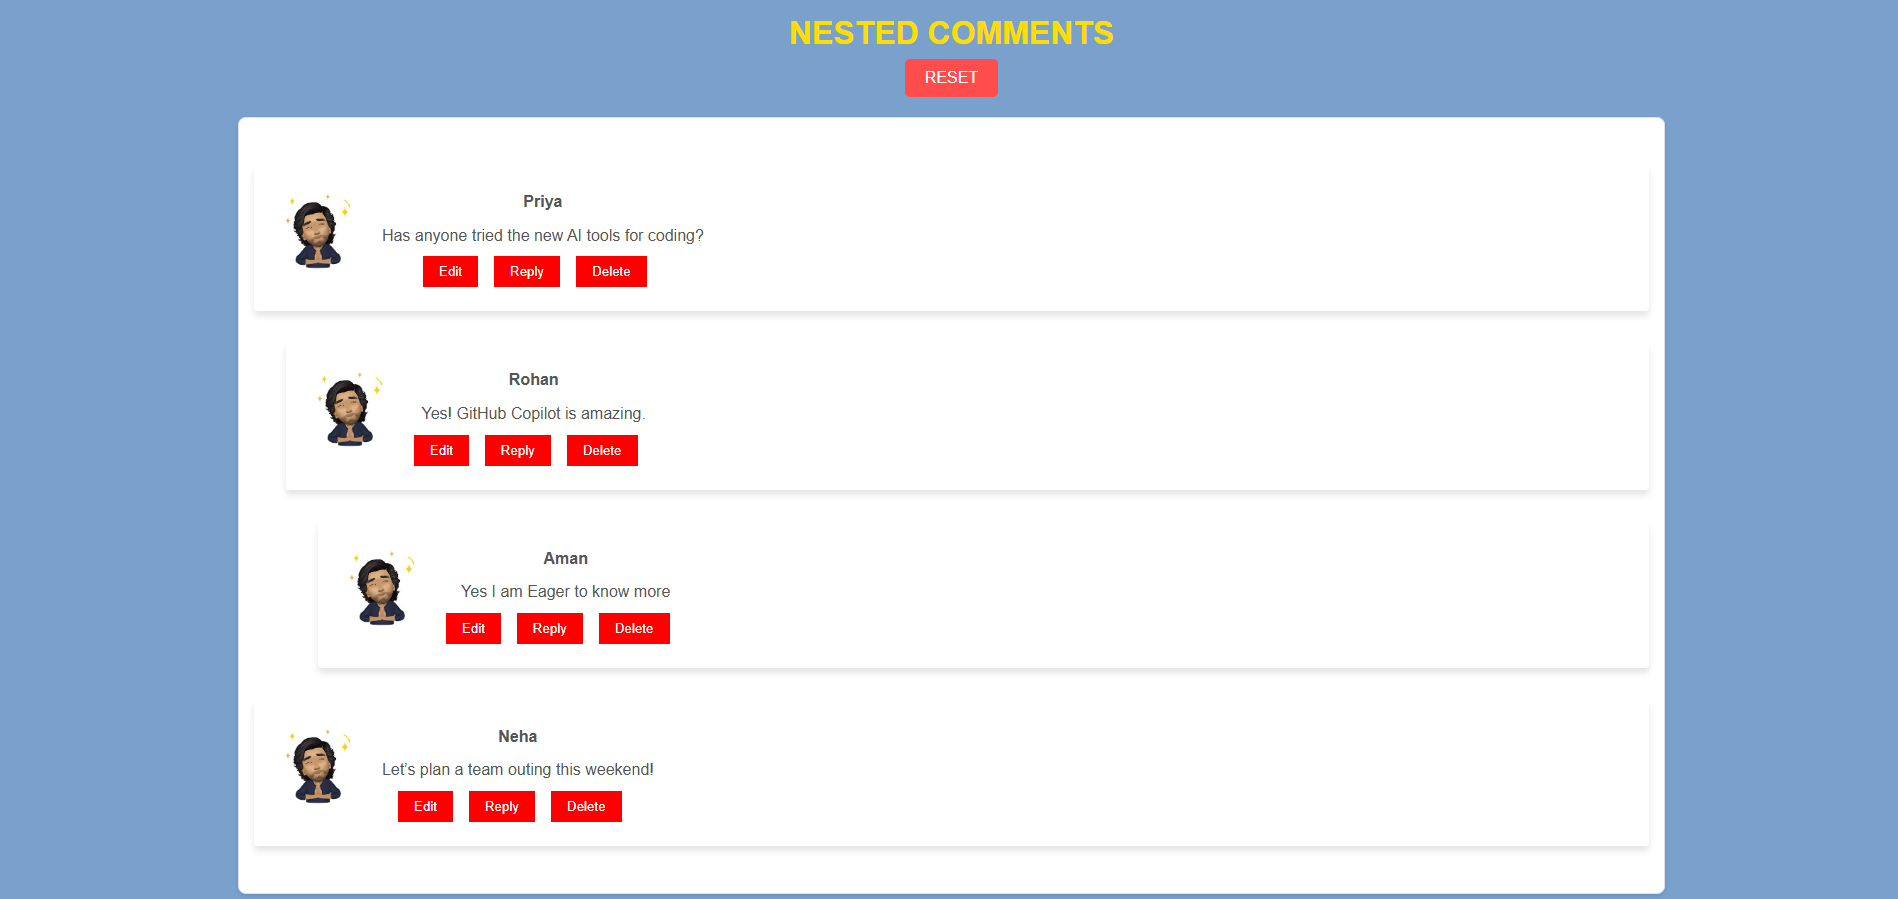 NESTED COMMENTS
RESET
Priya
Has anyone tried the new AI tools for coding?
Edit Reply Delete
Rohan
Yes! GitHub Copilot is amazing.
Edit Reply Delete
Aman
Yes I am Eager to know more
Edit Reply Delete
Neha
Let’s plan a team outing this weekend!
Edit Reply Delete